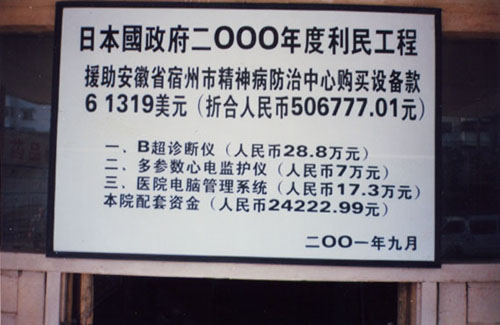 日本國政府二OOO年度利民工程
援助安徽省宿州市精神病防治中心购买设备款
61319美元（折合人民币506777.01元）
一、B超诊断仪（人民币28.8万元）
二、多参数心电监护仪（人民币7万元）
三、医院电脑管理系统（人民币17.3万元）
本院配套资金（人民币24222.99元）
二OO一年九月